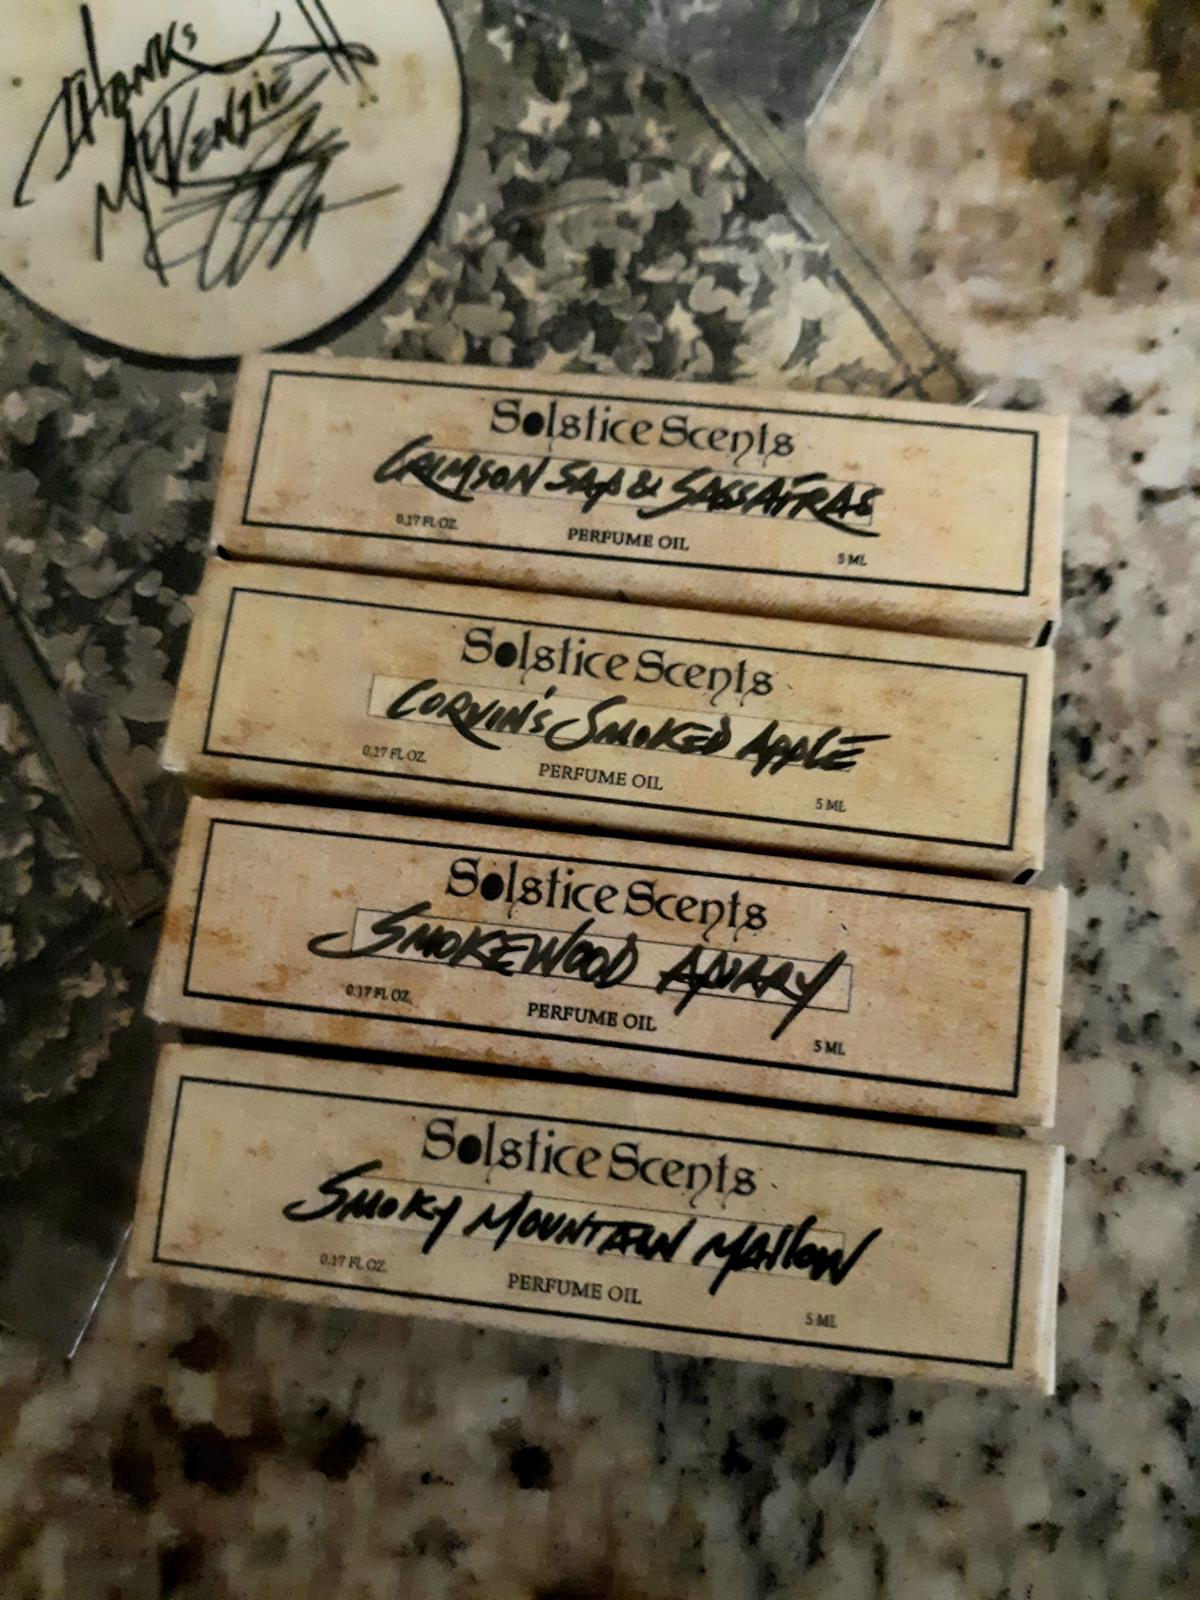 Thanks
McKenzie
Solstice Scents
Crimson Sap & Sassafras
0.17 FL OZ.
PERFUME OIL
5 ML
Solstice Scents
Corvin's Smoked Apple
0.17 FL OZ.
PERFUME OIL
5 ML
Solstice Scents
Smokewood Apiary
0.17 FL OZ.
PERFUME OIL
5 ML
Solstice Scents
Smoky Mountain Mallow
0.17 FL OZ.
PERFUME OIL
5 ML